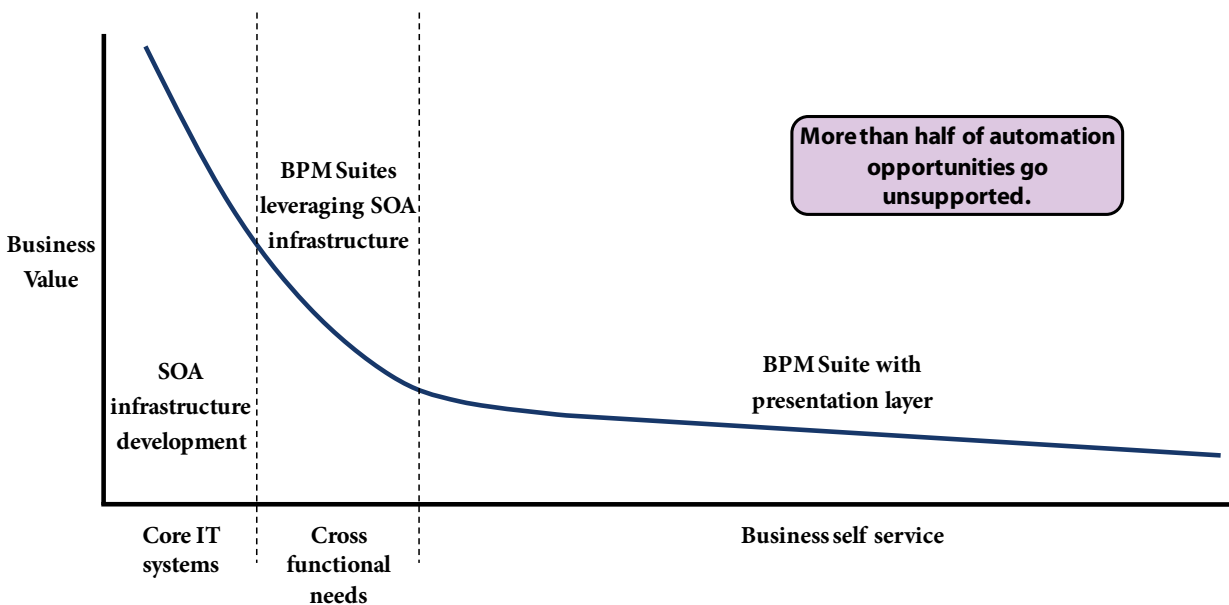 More than half of automation
opportunities go
unsupported.
BPM Suites
leveraging SOA
infrastructure
Business
Value
SOA
infrastructure
development
BPM Suite with
presentation layer
Core IT
systems
Cross
functional
needs
Business self service